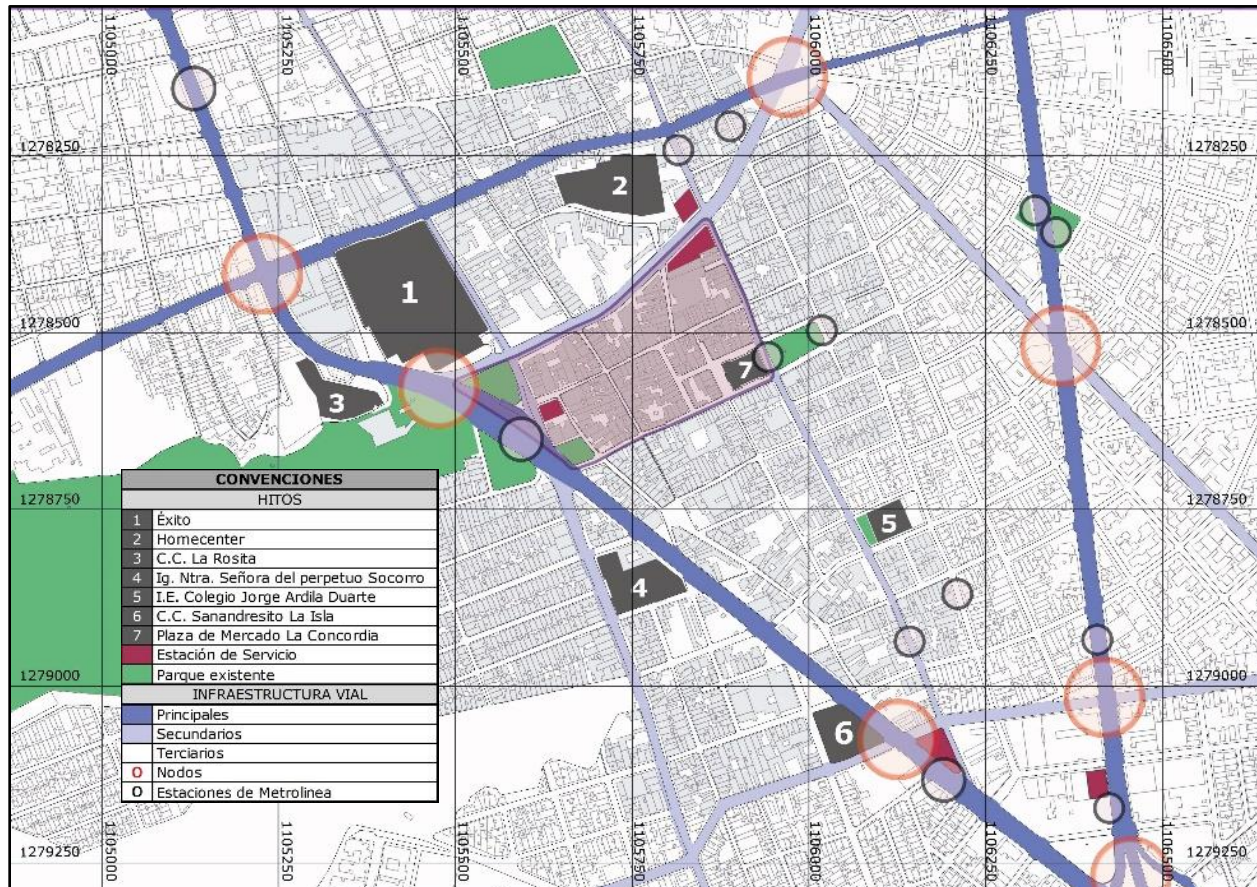 1105000
1105250
1105500
1105750
1106000
1106250
1106500
1278250
1278250
2
1
1278500
1278500
7
3
CONVENCIONES
HITOS
1 Éxito
2 Homecenter
3 C.C. La Rosita
4 Ig. Ntra. Señora del perpetuo Socorro
5 I.E. Colegio Jorge Ardila Duarte
6 C.C. Sanandresito La Isla
7 Plaza de Mercado La Concordia
Estación de Servicio
Parque existente
INFRAESTRUCTURA VIAL
Principales
Secundarios
Terciarios
Nodos
Estaciones de Metrolinea
1278750
1278750
5
4
1279000
1279000
6
1279250
1279250
1105000
1105250
1105500
1105750
1106000
1106250
1106500